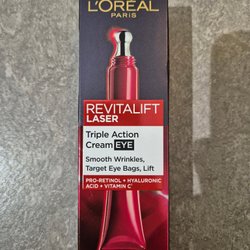 L'ORÉAL
PARIS
REVITALIFT
LASER
Triple Action
Cream EYE
Smooth Wrinkles,
Target Eye Bags, Lift
PRO-RETINOL + HYALURONIC
ACID + VITAMIN C*